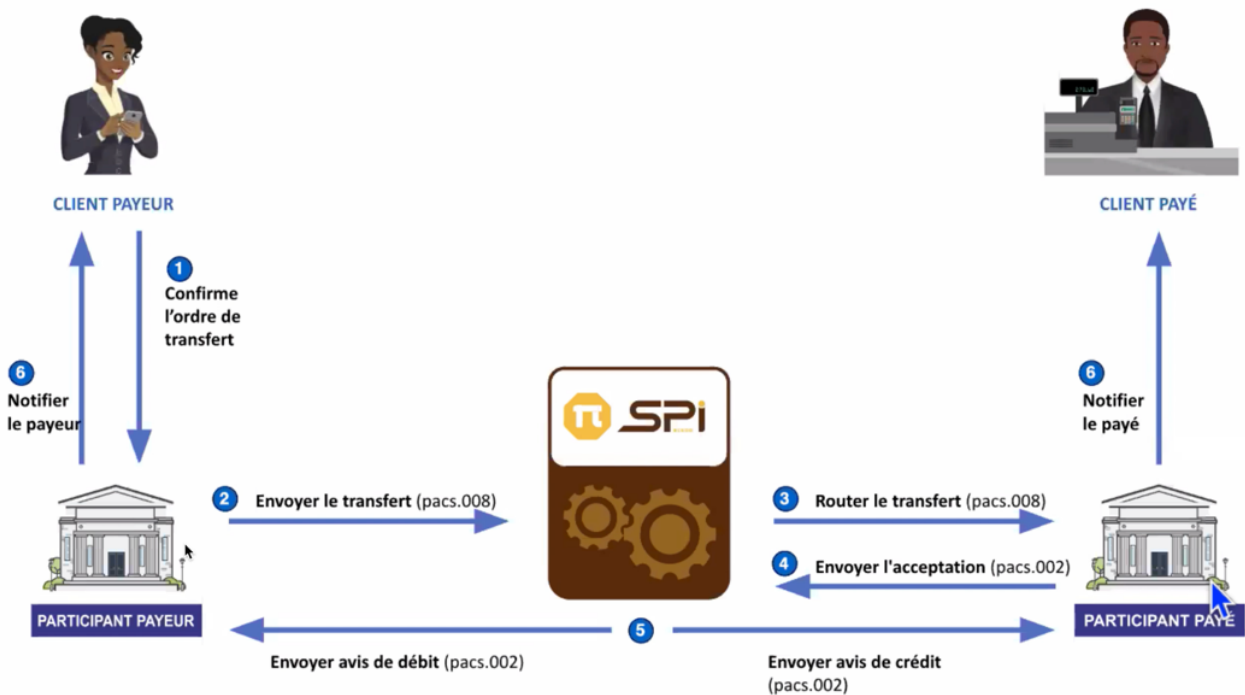 CLIENT PAYEUR
CLIENT PAYÉ
1
Confirme
l'ordre de
transfert
6
Notifier
le payeur
6
Notifier
le payé
π SPi
2 Envoyer le transfert (pacs.008)
3 Router le transfert (pacs.008)
4 Envoyer l'acceptation (pacs.002)
PARTICIPANT PAYEUR
PARTICIPANT PAYÉ
5
Envoyer avis de débit (pacs.002)
Envoyer avis de crédit
(pacs.002)